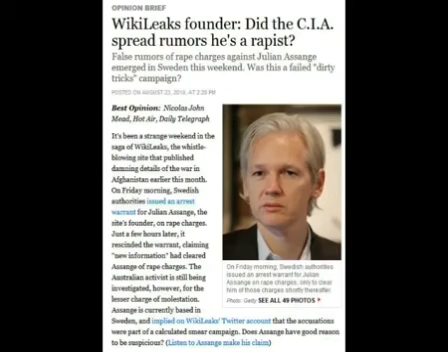 OPINION BRIEF
WikiLeaks founder: Did the C.I.A.
spread rumors he's a rapist?
False rumors of rape charges against Julian Assange
emerged in Sweden this weekend. Was this a failed "dirty
tricks" campaign?
POSTED ON AUGUST 23, 2010, AT 2:26 PM
Best Opinion: Nicolas John
Mead, Hot Air, Daily Telegraph
It's been a strange weekend in the
saga of WikiLeaks, the whistle-
blowing site that published
damning details of the war in
Afghanistan earlier this month.
On Friday morning, Swedish
authorities issued an arrest
warrant for Julian Assange, the
site's founder, on rape charges.
Just a few hours later, it
rescinded the warrant, claiming
"new information" had cleared
Assange of rape charges. The
Australian activist is still being
investigated, however, for the
lesser charge of molestation.
Assange is currently based in
Sweden, and implied on WikiLeaks' Twitter account that the accusations
were part of a calculated smear campaign. Does Assange have good reason
to be suspicious? (Listen to Assange make his claim)
On Friday morning, Swedish authorities
issued an arrest warrant for Julian
Assange on rape charges, only to clear
him of those charges shortly thereafter.
Photo: Getty SEE ALL 49 PHOTOS